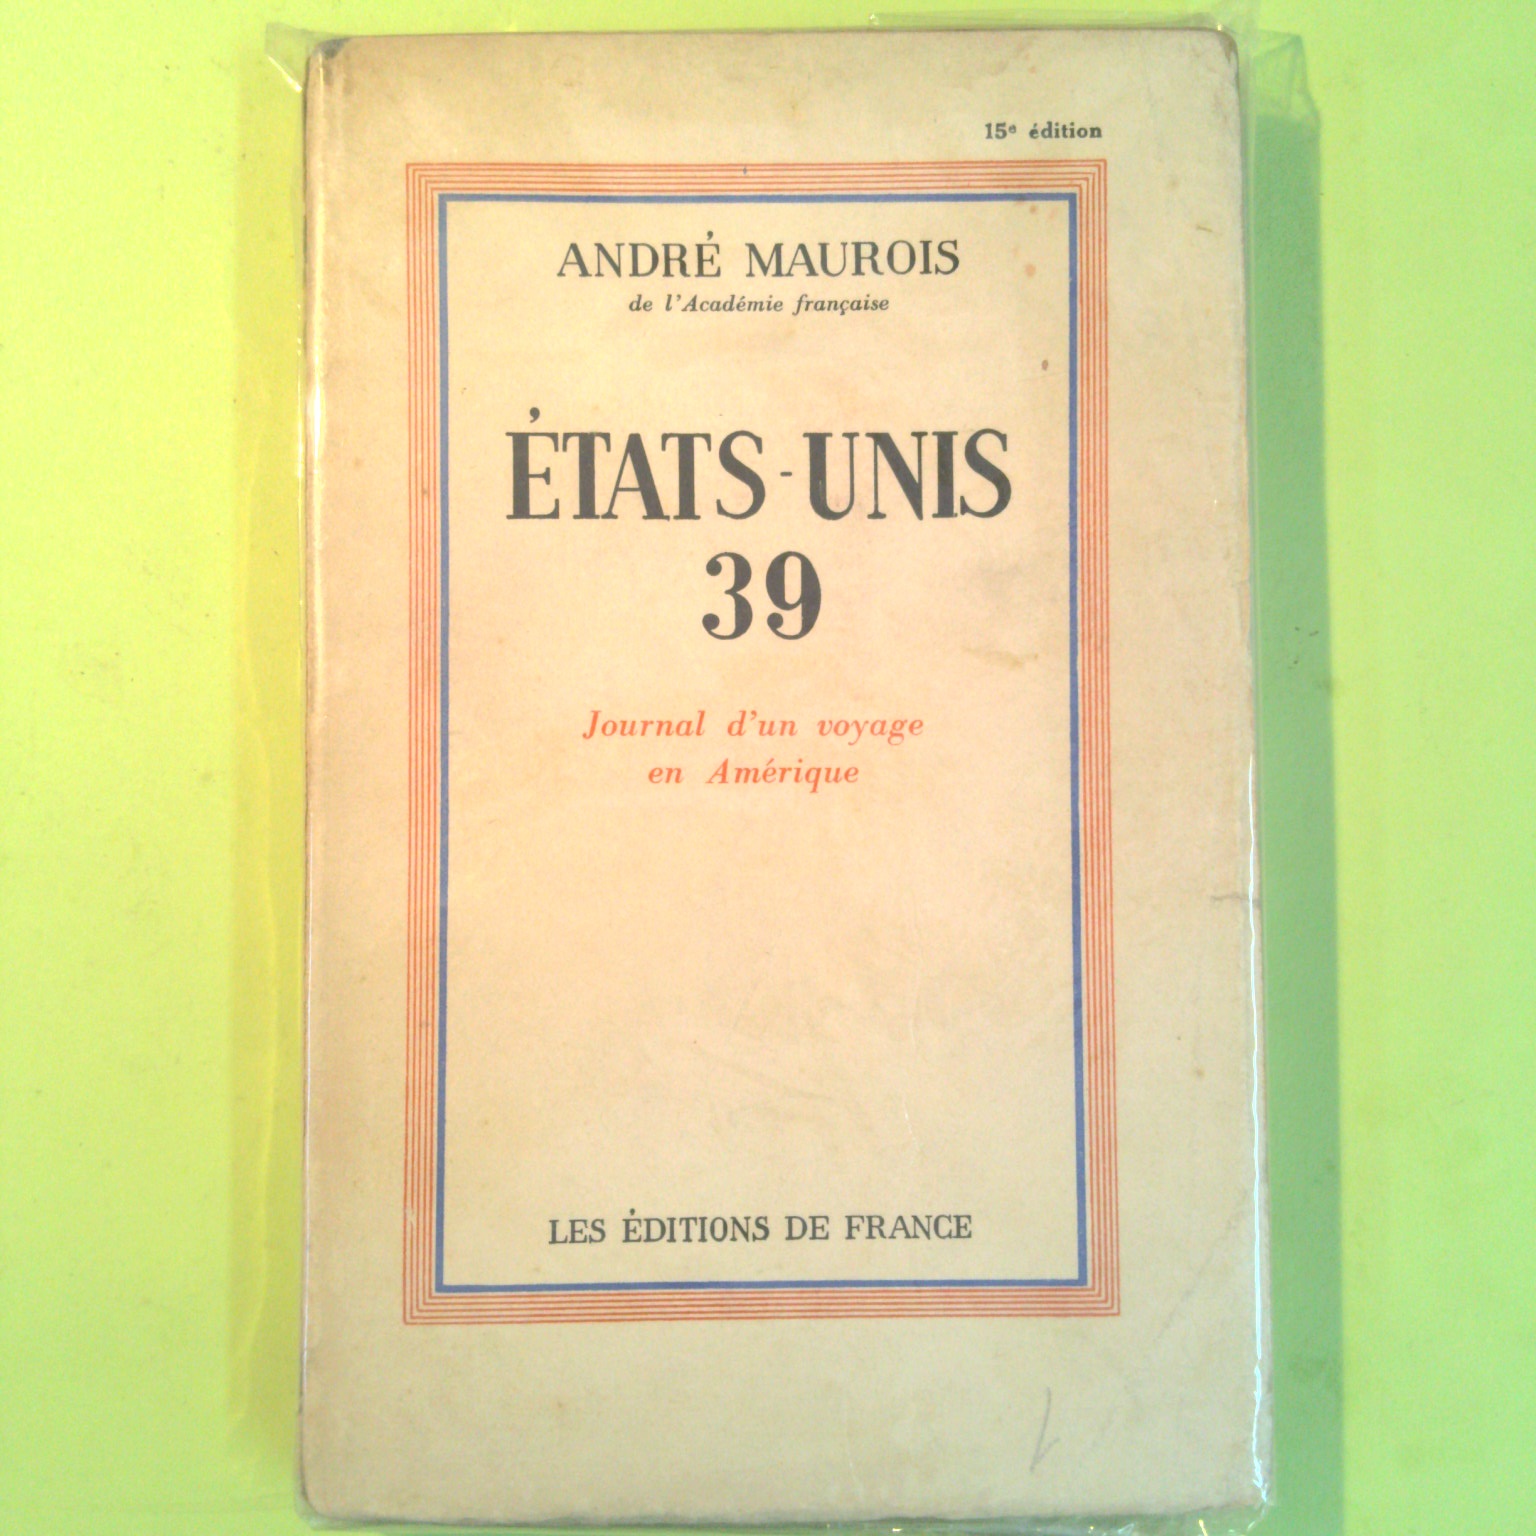 15e édition
ANDRÉ MAUROIS
de l'Académie française
ÉTATS-UNIS
39
Journal d'un voyage
en Amérique
LES ÉDITIONS DE FRANCE